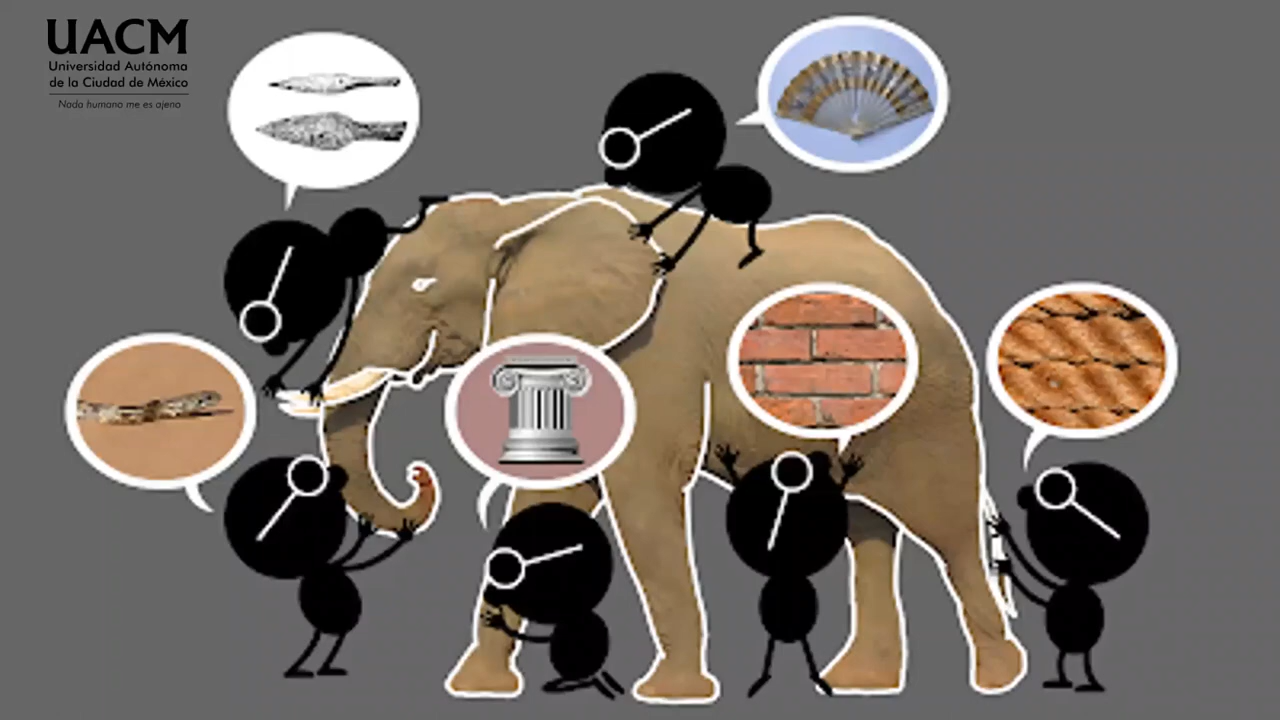 UACM
Universidad Autónoma
de la Ciudad de México
Nada humano me es ajeno